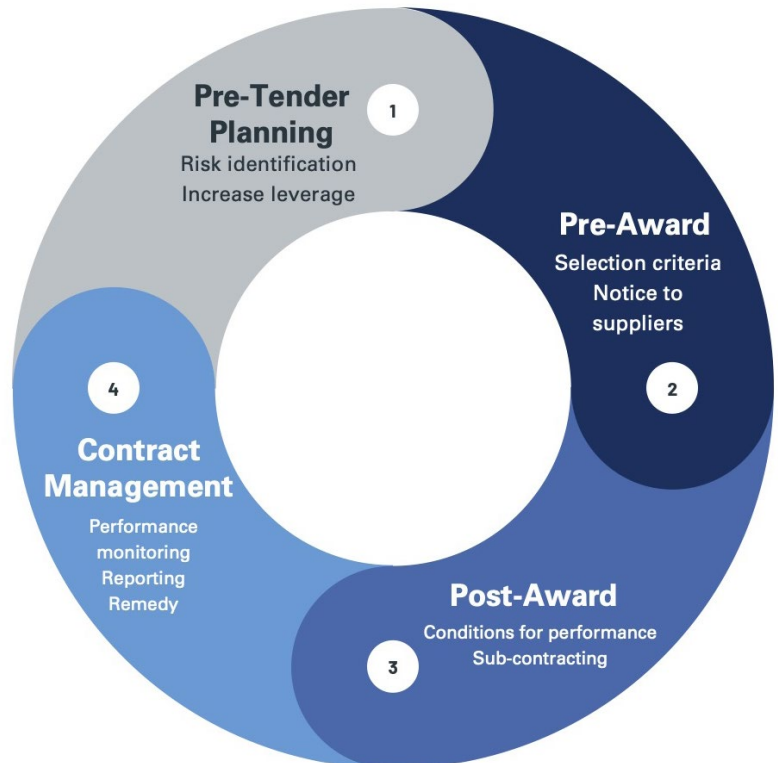 1
Pre-Tender
Planning
Risk identification
Increase leverage
Pre-Award
Selection criteria
Notice to
suppliers
2
Post-Award
Conditions for performance
Sub-contracting
3
4
Contract
Management
Performance
monitoring
Reporting
Remedy